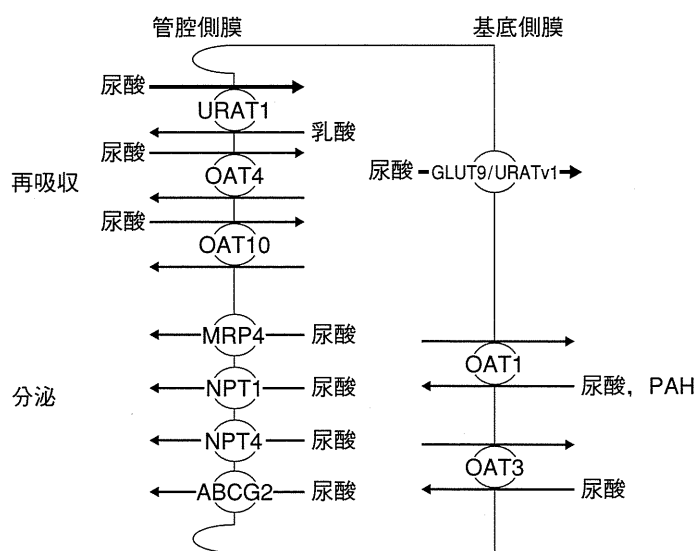 管腔側膜
基底側膜
尿酸
URAT1
乳酸
尿酸
OAT4
再吸収
尿酸
OAT10
尿酸
GLUT9/URATv1
MRP4
尿酸
分泌
NPT1
尿酸
NPT4
尿酸
ABCG2
尿酸
OAT1
尿酸，PAH
OAT3
尿酸